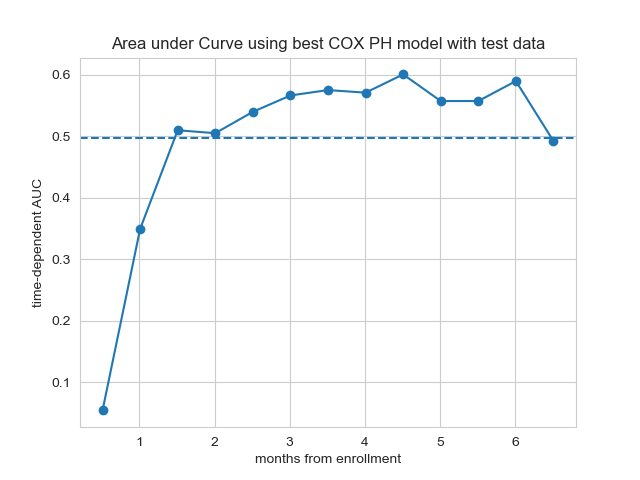 Area under Curve using best COX PH model with test data
0.6
0.5
0.4
0.3
0.2
0.1
time-dependent AUC
1 2 3 4 5 6
months from enrollment